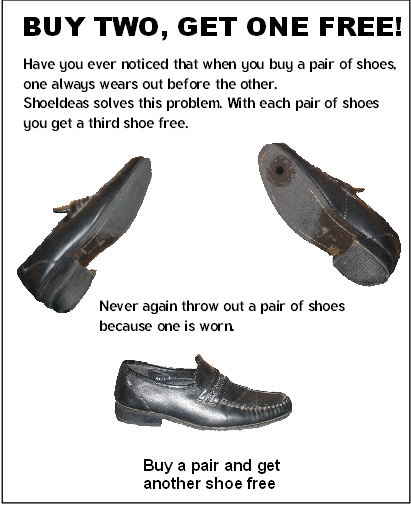 BUY TWO, GET ONE FREE!
Have you ever noticed that when you buy a pair of shoes,
one always wears out before the other.
ShoeIdeas solves this problem. With each pair of shoes
you get a third shoe free.
Never again throw out a pair of shoes
because one is worn.
Buy a pair and get
another shoe free